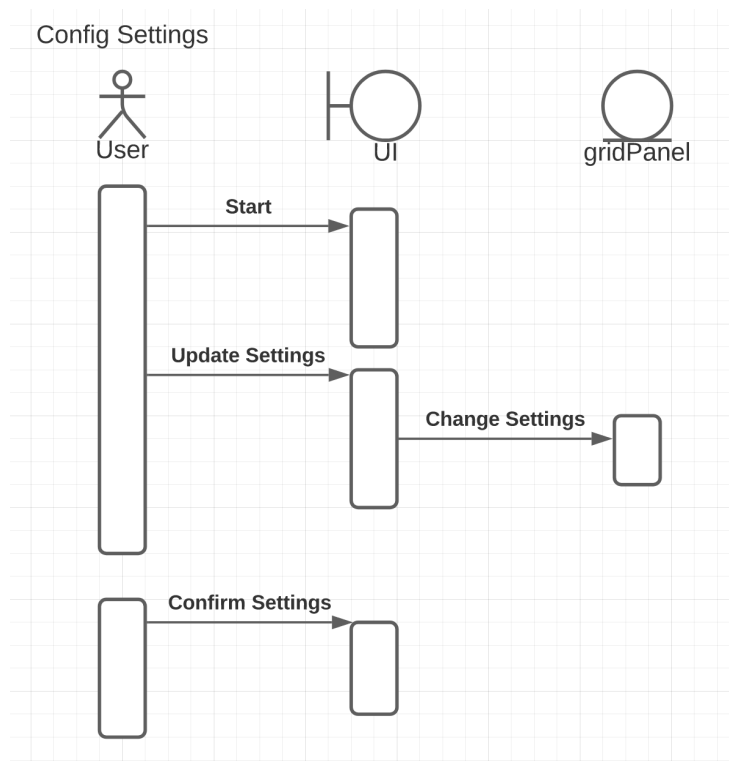 Config Settings
User
UI
gridPanel
Start
Update Settings
Change Settings
Confirm Settings